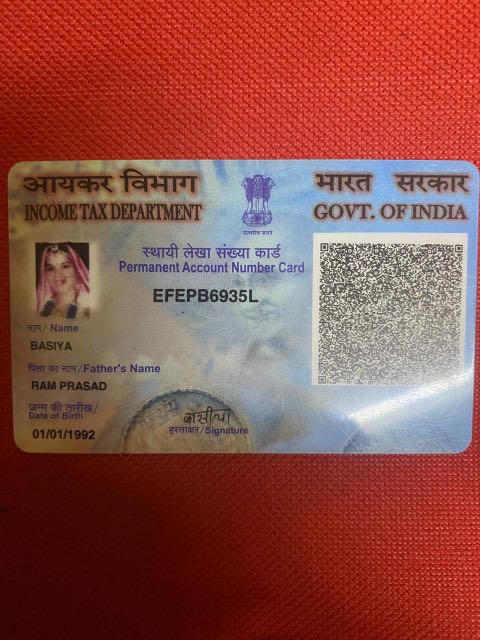 आयकर विभाग
INCOME TAX DEPARTMENT
भारत सरकार
GOVT. OF INDIA
सत्यमेव जयते
स्थायी लेखा संख्या कार्ड
Permanent Account Number Card
EFEPB6935L
नाम / Name
BASIYA
पिता का नाम / Father's Name
RAM PRASAD
जन्म की तारीख /
Date of Birth
01/01/1992
बासीया
हस्ताक्षर / Signature